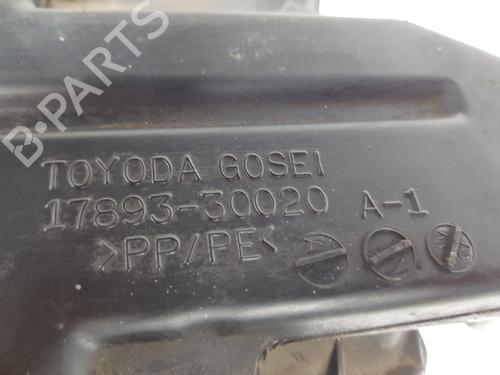 B-PARTS
TOYODA GOSEI
17893-30020 A-1
>PP/PE<